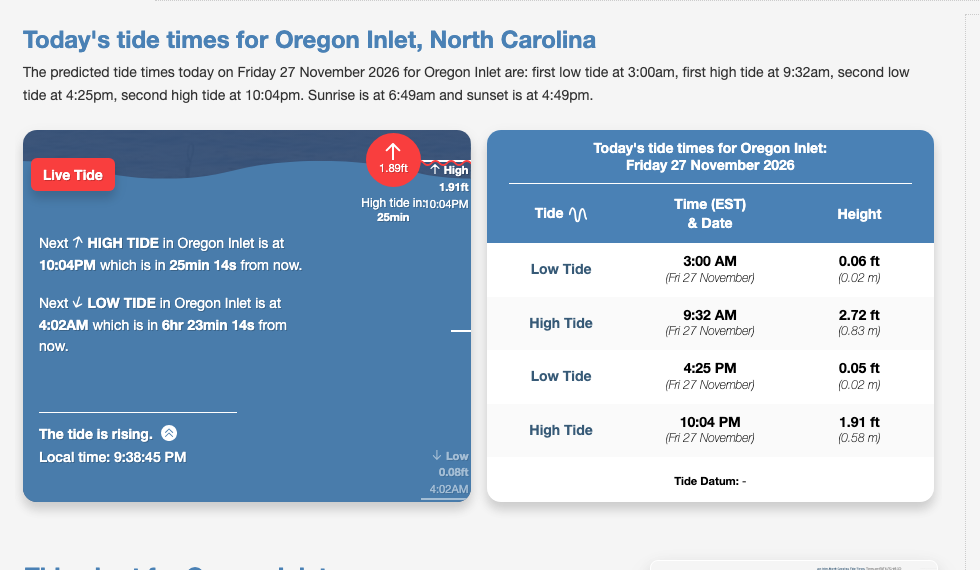 Today's tide times for Oregon Inlet, North Carolina
The predicted tide times today on Friday 27 November 2026 for Oregon Inlet are: first low tide at 3:00am, first high tide at 9:32am, second low
tide at 4:25pm, second high tide at 10:04pm. Sunrise is at 6:49am and sunset is at 4:49pm.
Live Tide
1.89ft
High tide in:
25min
High
1.91ft
10:04PM
Next HIGH TIDE in Oregon Inlet is at
10:04PM which is in 25min 14s from now.
Next LOW TIDE in Oregon Inlet is at
4:02AM which is in 6hr 23min 14s from
now.
The tide is rising.
Local time: 9:38:45 PM
Low
0.08ft
4:02AM
Today's tide times for Oregon Inlet:
Friday 27 November 2026
Tide Time (EST) & Date Height
Low Tide 3:00 AM 0.06 ft
(Fri 27 November) (0.02 m)
High Tide 9:32 AM 2.72 ft
(Fri 27 November) (0.83 m)
Low Tide 4:25 PM 0.05 ft
(Fri 27 November) (0.02 m)
High Tide 10:04 PM 1.91 ft
(Fri 27 November) (0.58 m)
Tide Datum: -